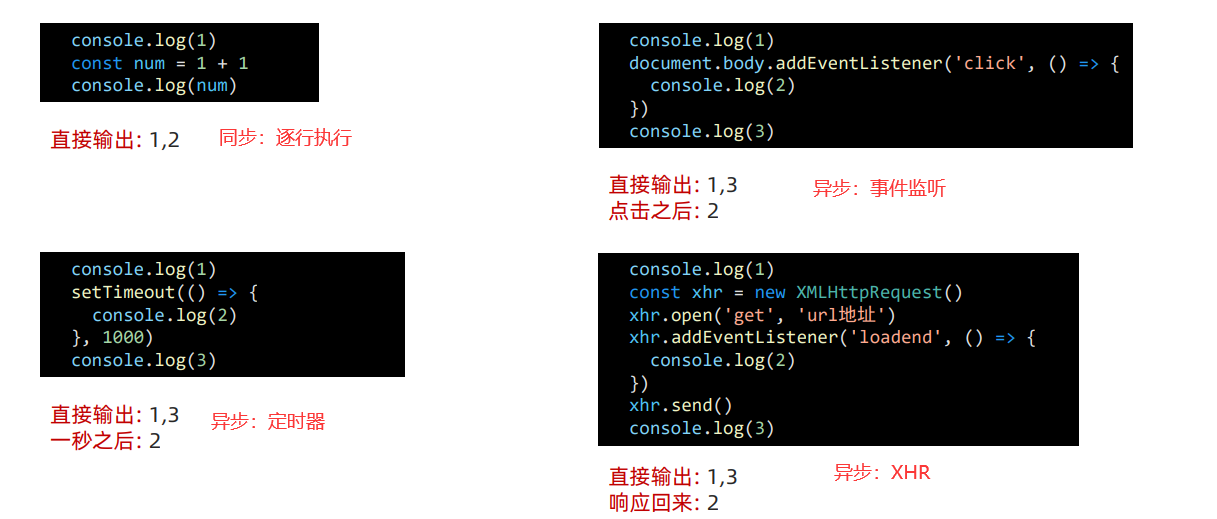 console.log(1)
const num = 1 + 1
console.log(num)
直接输出: 1,2
同步：逐行执行
console.log(1)
document.body.addEventListener('click', () => {
  console.log(2)
})
console.log(3)
直接输出: 1,3
点击之后: 2
异步：事件监听
console.log(1)
setTimeout(() => {
  console.log(2)
}, 1000)
console.log(3)
直接输出: 1,3
一秒之后: 2
异步：定时器
console.log(1)
const xhr = new XMLHttpRequest()
xhr.open('get', 'url地址')
xhr.addEventListener('loadend', () => {
  console.log(2)
})
xhr.send()
console.log(3)
直接输出: 1,3
响应回来: 2
异步：XHR